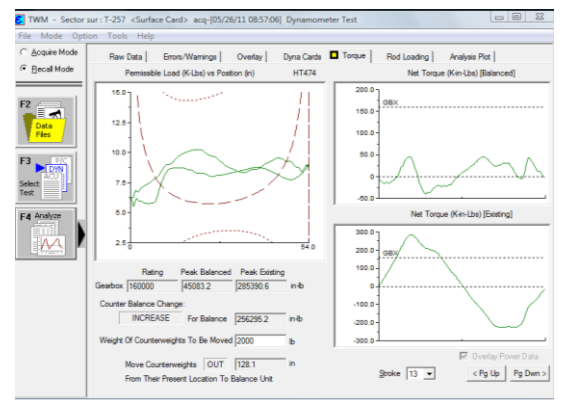 TWM - Sector sur : T-257 <Surface Card> acq-[05/26/11 08:57:06] Dynamometer Test
File Mode Option Tools Help
Acquire Mode
Recall Mode
Raw Data Errors/Warnings Overlay Dyna Cards Torque Rod Loading Analysis Plot
Permissible Load (K-Lbs) vs Position (in) HT474
15.0
12.5
10.0
7.5
5.0
2.5
0 54.0
Net Torque (K-in-Lbs) [Balanced]
200.0
GBX
150.0
100.0
50.0
0
-50.0
F2
Data
Files
F3
DYN
ACU
Select
Test
F4 Analyze
Net Torque (K-in-Lbs) [Existing]
300.0
GBX
200.0
100.0
0
-100.0
-200.0
-300.0
Rating Peak Balanced Peak Existing
Gearbox 160000 45083.2 285390.6 in-lb
Counter Balance Change:
INCREASE For Balance 256295.2 in-lb
Weight Of Counterweights To Be Moved 2000 lb
Move Counterweights OUT 128.1 in
From Their Present Location To Balance Unit
Overlay Power Data
Stroke 13 < Pg Up Pg Dwn >